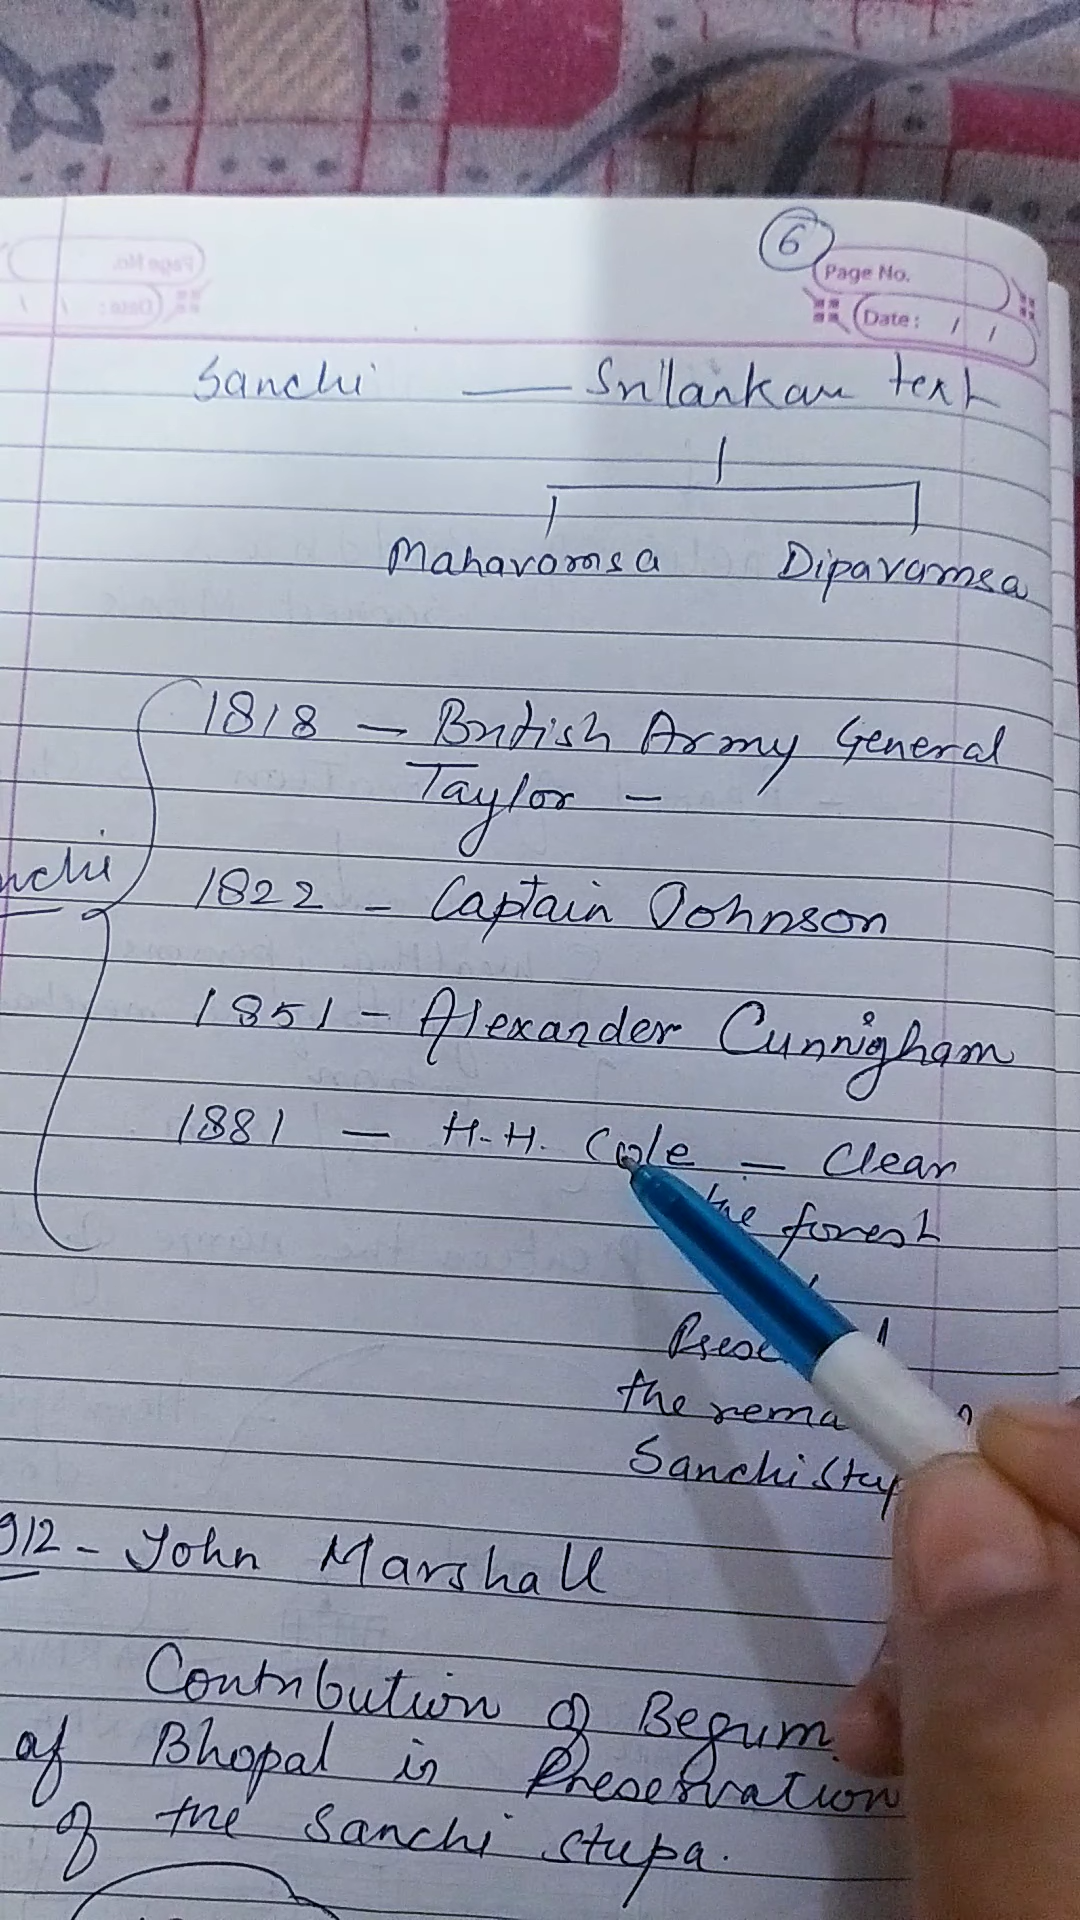 6
Page No.
Date: / /
Sanchi — Srilankan text
Mahavamsa Dipavamsa
1818 — British Army General
Taylor —
1822 - Captain Johnson
nchi
1851 - Alexander Cunnigham
1881 — H.H. Cole — Clear
the forest
the rema
Sanchi Stup
912 - John Marshall
Contribution of Begum
of Bhopal in Preservation
of the Sanchi stupa.